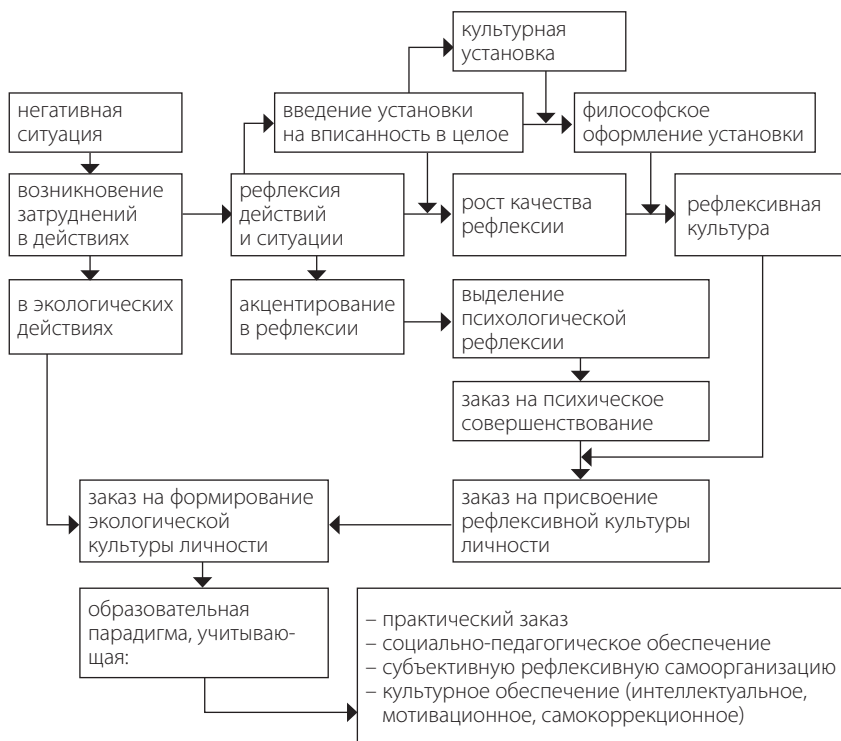 культурная
установка
негативная
ситуация
введение установки
на вписанность в целое
философское
оформление установки
возникновение
затруднений
в действиях
рефлексия
действий
и ситуации
рост качества
рефлексии
рефлексивная
культура
в экологических
действиях
акцентирование
в рефлексии
выделение
психологической
рефлексии
заказ на психическое
совершенствование
заказ на формирование
экологической
культуры личности
заказ на присвоение
рефлексивной культуры
личности
образовательная
парадигма, учитываю-
щая:
– практический заказ
– социально-педагогическое обеспечение
– субъективную рефлексивную самоорганизацию
– культурное обеспечение (интеллектуальное,
мотивационное, самокоррекционное)